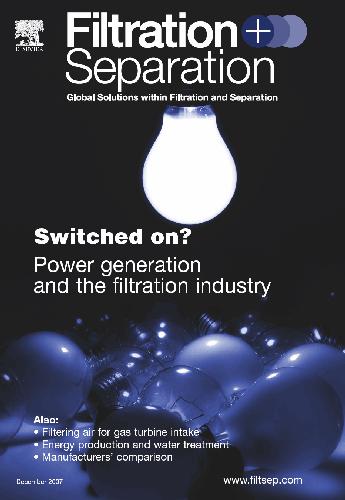 ELSEVIER
Filtration +
Separation
Global Solutions within Filtration and Separation
Switched on?
Power generation
and the filtration industry
Also:
• Filtering air for gas turbine intake
• Energy production and water treatment
• Manufacturers' comparison
December 2007
www.filtsep.com